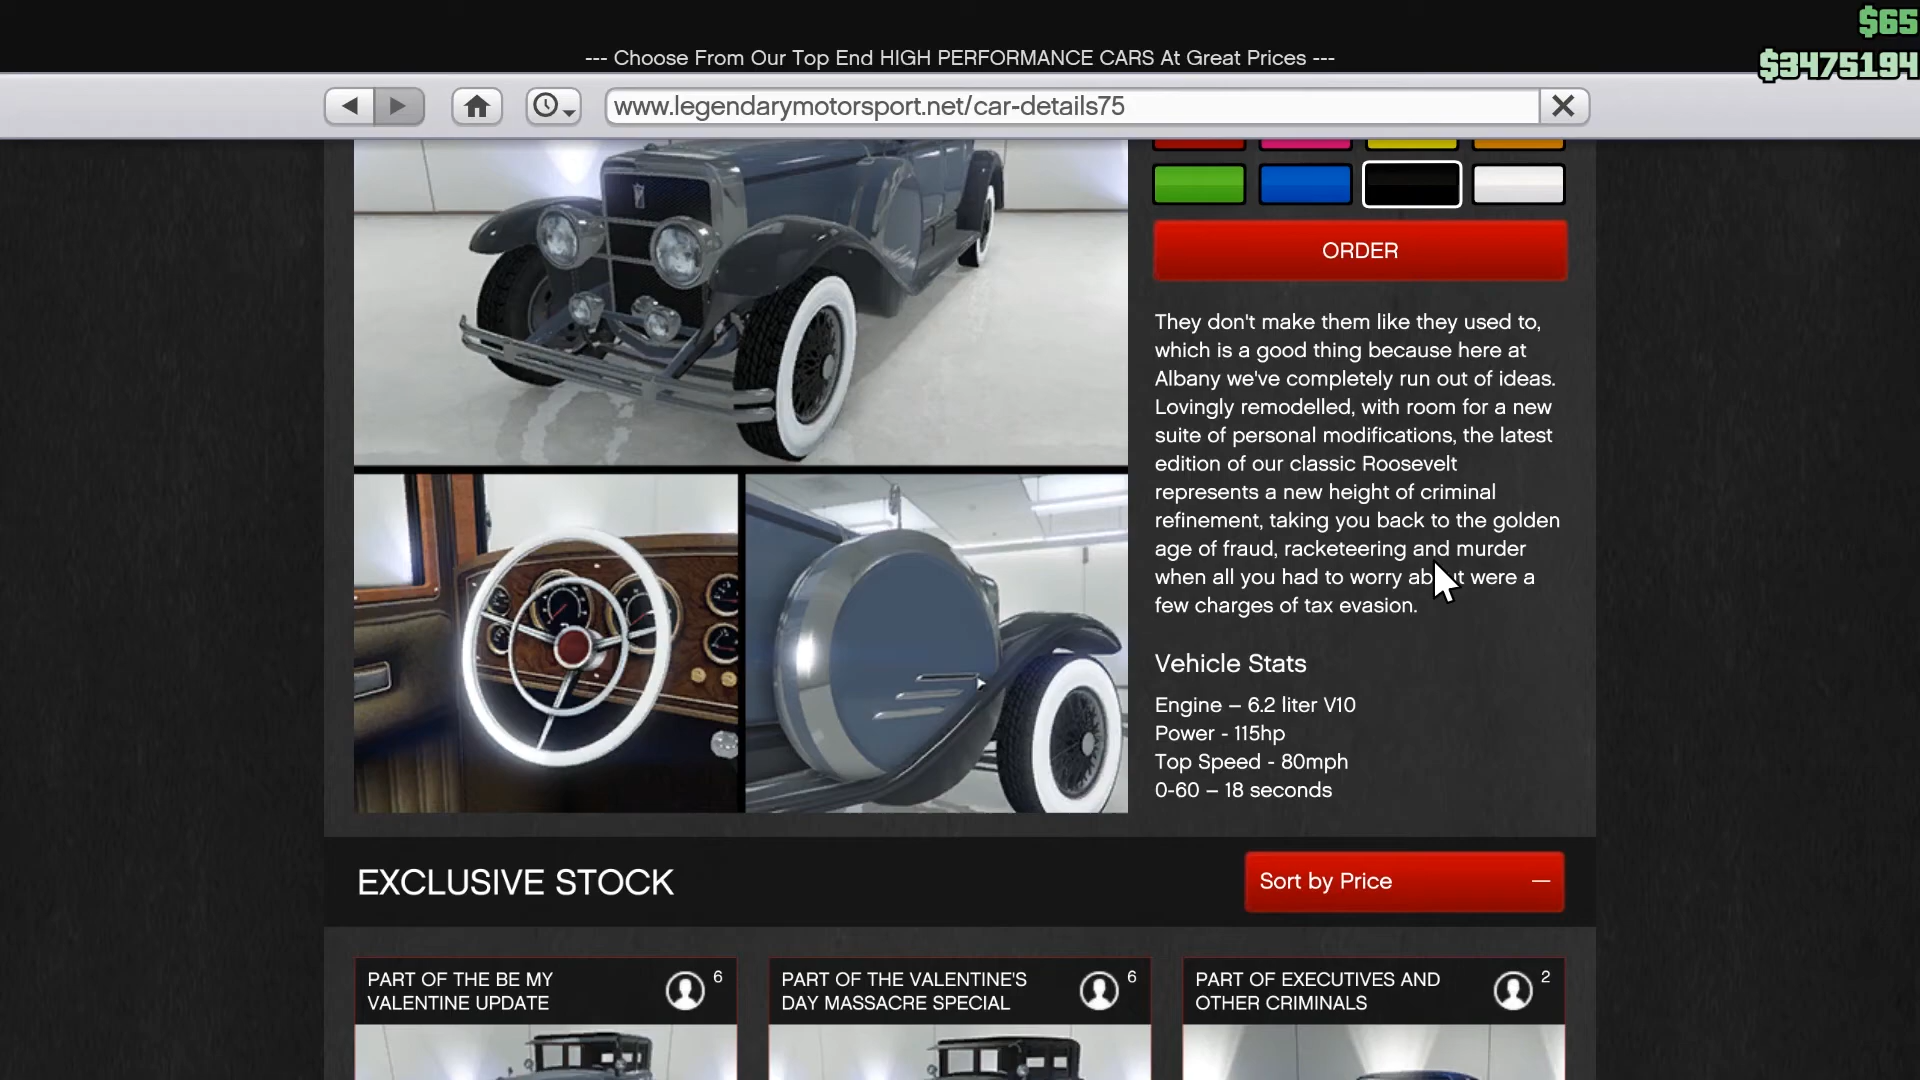 $65
--- Choose From Our Top End HIGH PERFORMANCE CARS At Great Prices ---
$3475194
www.legendarymotorsport.net/car-details75
ORDER
They don't make them like they used to,
which is a good thing because here at
Albany we've completely run out of ideas.
Lovingly remodelled, with room for a new
suite of personal modifications, the latest
edition of our classic Roosevelt
represents a new height of criminal
refinement, taking you back to the golden
age of fraud, racketeering and murder
when all you had to worry about were a
few charges of tax evasion.
Vehicle Stats
Engine – 6.2 liter V10
Power - 115hp
Top Speed - 80mph
0-60 – 18 seconds
EXCLUSIVE STOCK
Sort by Price
PART OF THE BE MY
VALENTINE UPDATE
6
PART OF THE VALENTINE'S
DAY MASSACRE SPECIAL
6
PART OF EXECUTIVES AND
OTHER CRIMINALS
2